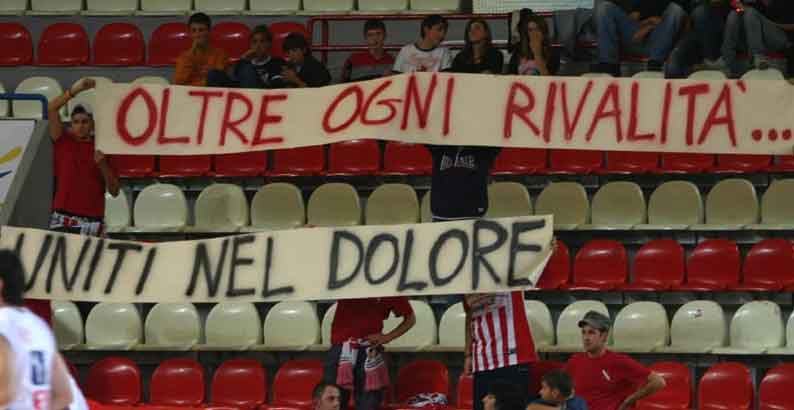 OLTRE OGNI RIVALITÀ...
UNITI NEL DOLORE